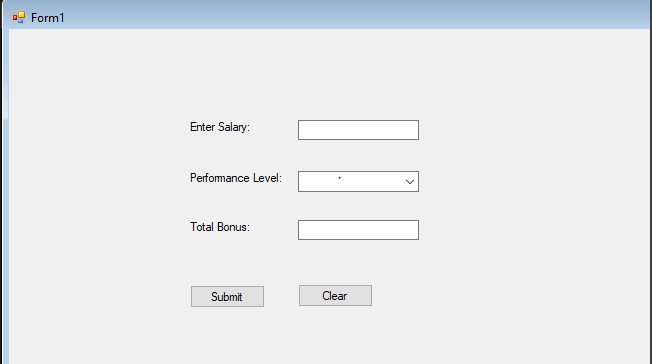 Form1
Enter Salary:
Performance Level:
Total Bonus:
Submit Clear